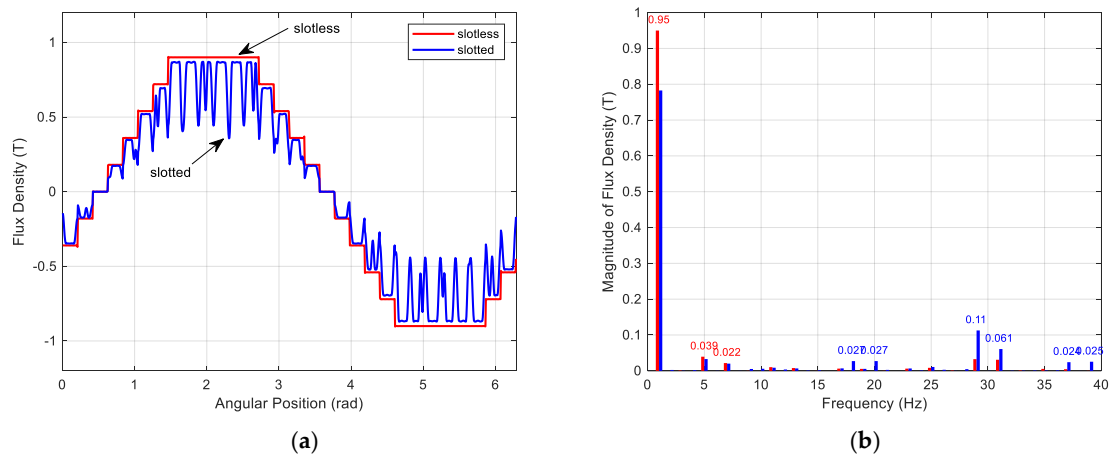 slotless
slotless
slotted
slotted
1
0.5
0
-0.5
-1
Flux Density (T)
0 1 2 3 4 5 6
Angular Position (rad)
(a)
0.95
0.039
0.022
0.027
0.027
0.11
0.061
0.024
0.025
1
0.9
0.8
0.7
0.6
0.5
0.4
0.3
0.2
0.1
0
Magnitude of Flux Density (T)
0 5 10 15 20 25 30 35 40
Frequency (Hz)
(b)